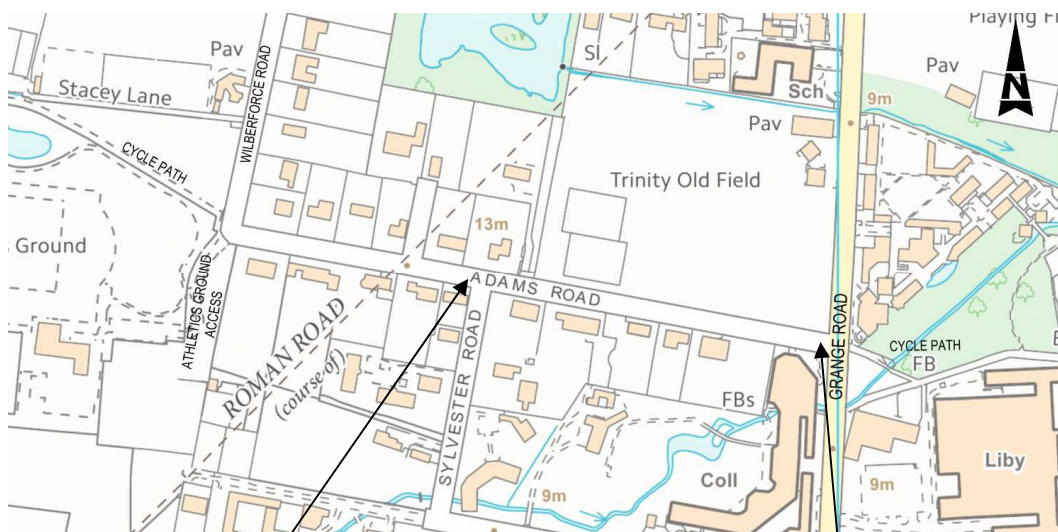 Playing Fi
Pav
Sl
Pav
Stacey Lane
WILBERFORCE ROAD
Sch
9m
N
CYCLE PATH
Pav
Trinity Old Field
Ground
13m
ADAMS ROAD
ATHLETICS GROUND
ACCESS
ROMAN ROAD
(course of)
SYLVESTER ROAD
GRANGE ROAD
CYCLE PATH
FB
FBs
Coll
Liby
9m
9m